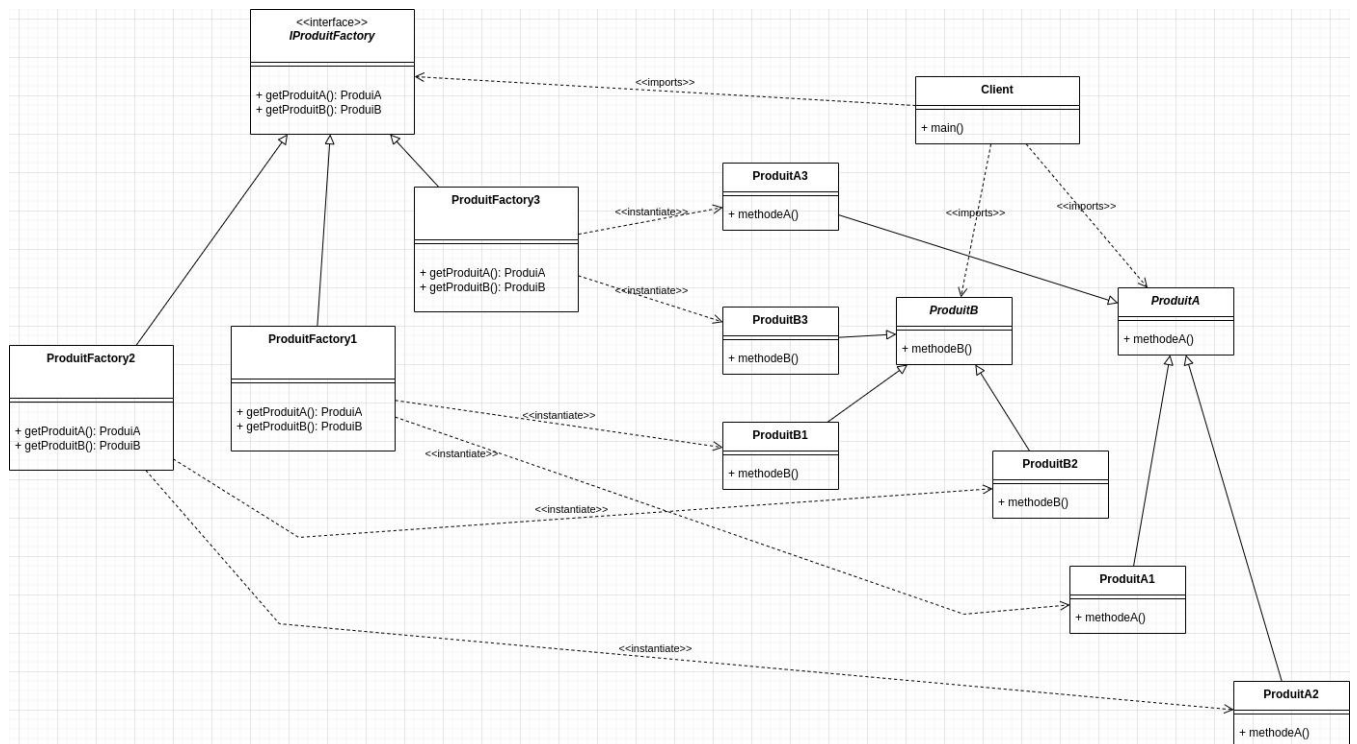 <<interface>>
IProduitFactory
+ getProduitA(): ProduiA
+ getProduitB(): ProduiB
<<imports>>
Client
+ main()
ProduitFactory3
+ getProduitA(): ProduiA
+ getProduitB(): ProduiB
<<instantiate>>
<<instantiate>>
ProduitA3
+ methodeA()
<<imports>>
<<imports>>
ProduitB3
+ methodeB()
ProduitB
+ methodeB()
ProduitA
+ methodeA()
ProduitFactory2
+ getProduitA(): ProduiA
+ getProduitB(): ProduiB
ProduitFactory1
+ getProduitA(): ProduiA
+ getProduitB(): ProduiB
<<instantiate>>
<<instantiate>>
ProduitB1
+ methodeB()
ProduitB2
+ methodeB()
<<instantiate>>
ProduitA1
+ methodeA()
<<instantiate>>
ProduitA2
+ methodeA()